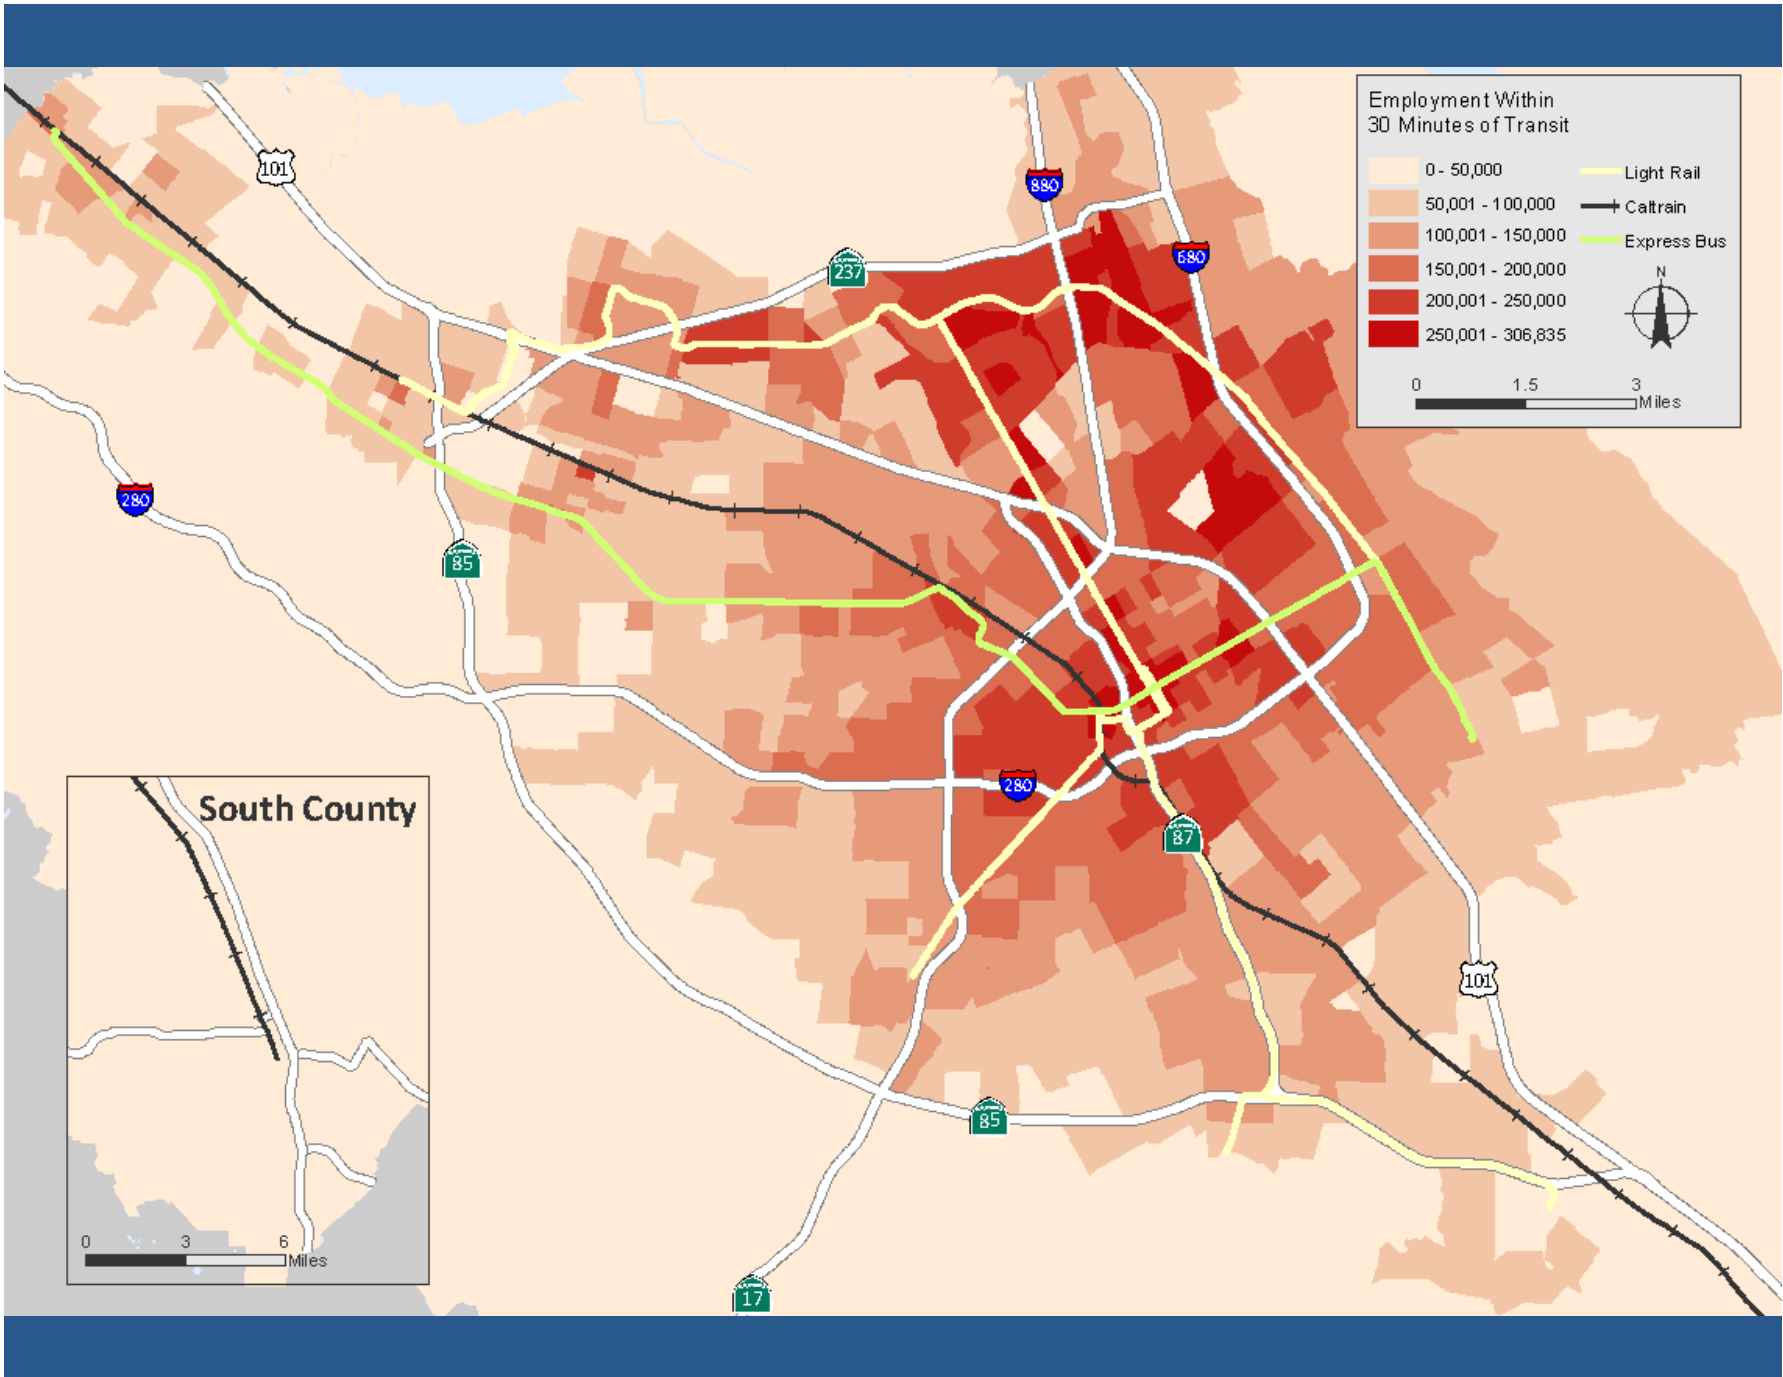 Employment Within
30 Minutes of Transit
0 - 50,000
50,001 - 100,000
100,001 - 150,000
150,001 - 200,000
200,001 - 250,000
250,001 - 306,835
Light Rail
Caltrain
Express Bus
N
0 1.5 3
Miles
101
880
237
680
280
85
280
87
101
85
17
South County
0 3 6
Miles